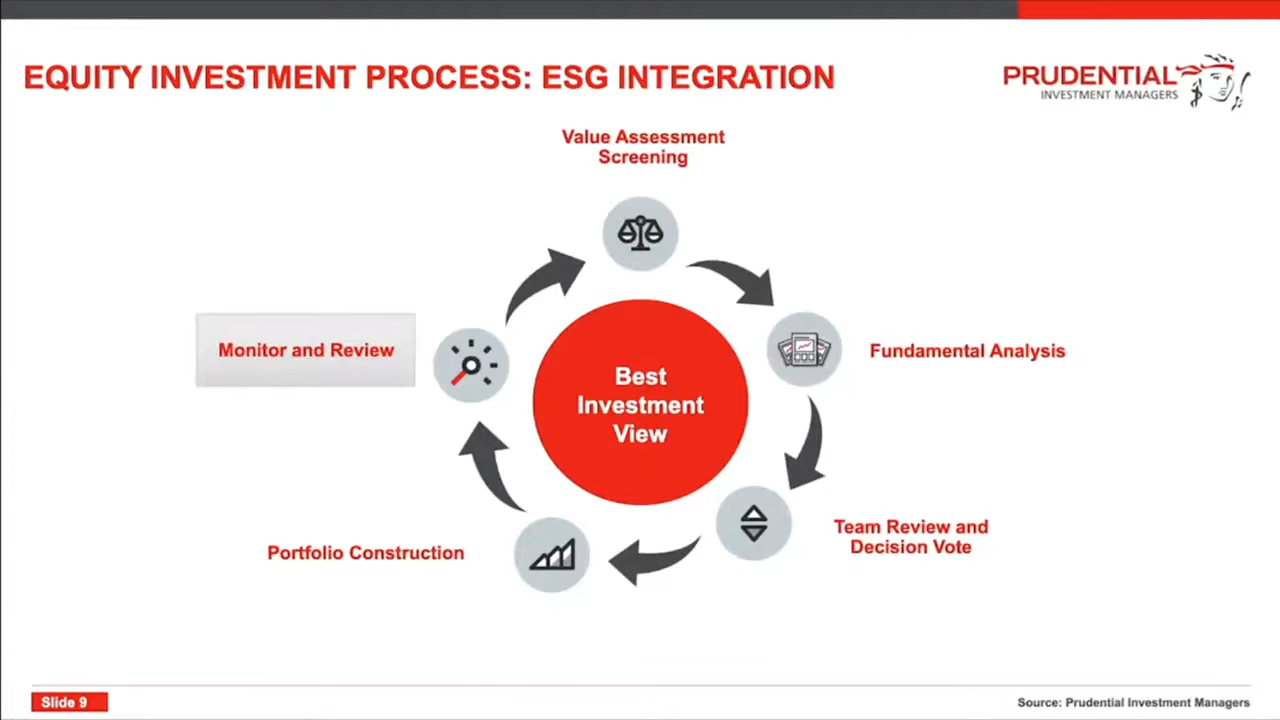 EQUITY INVESTMENT PROCESS: ESG INTEGRATION
PRUDENTIAL
INVESTMENT MANAGERS
Value Assessment
Screening
Monitor and Review
Fundamental Analysis
Best
Investment
View
Team Review and
Decision Vote
Portfolio Construction
Slide 9
Source: Prudential Investment Managers